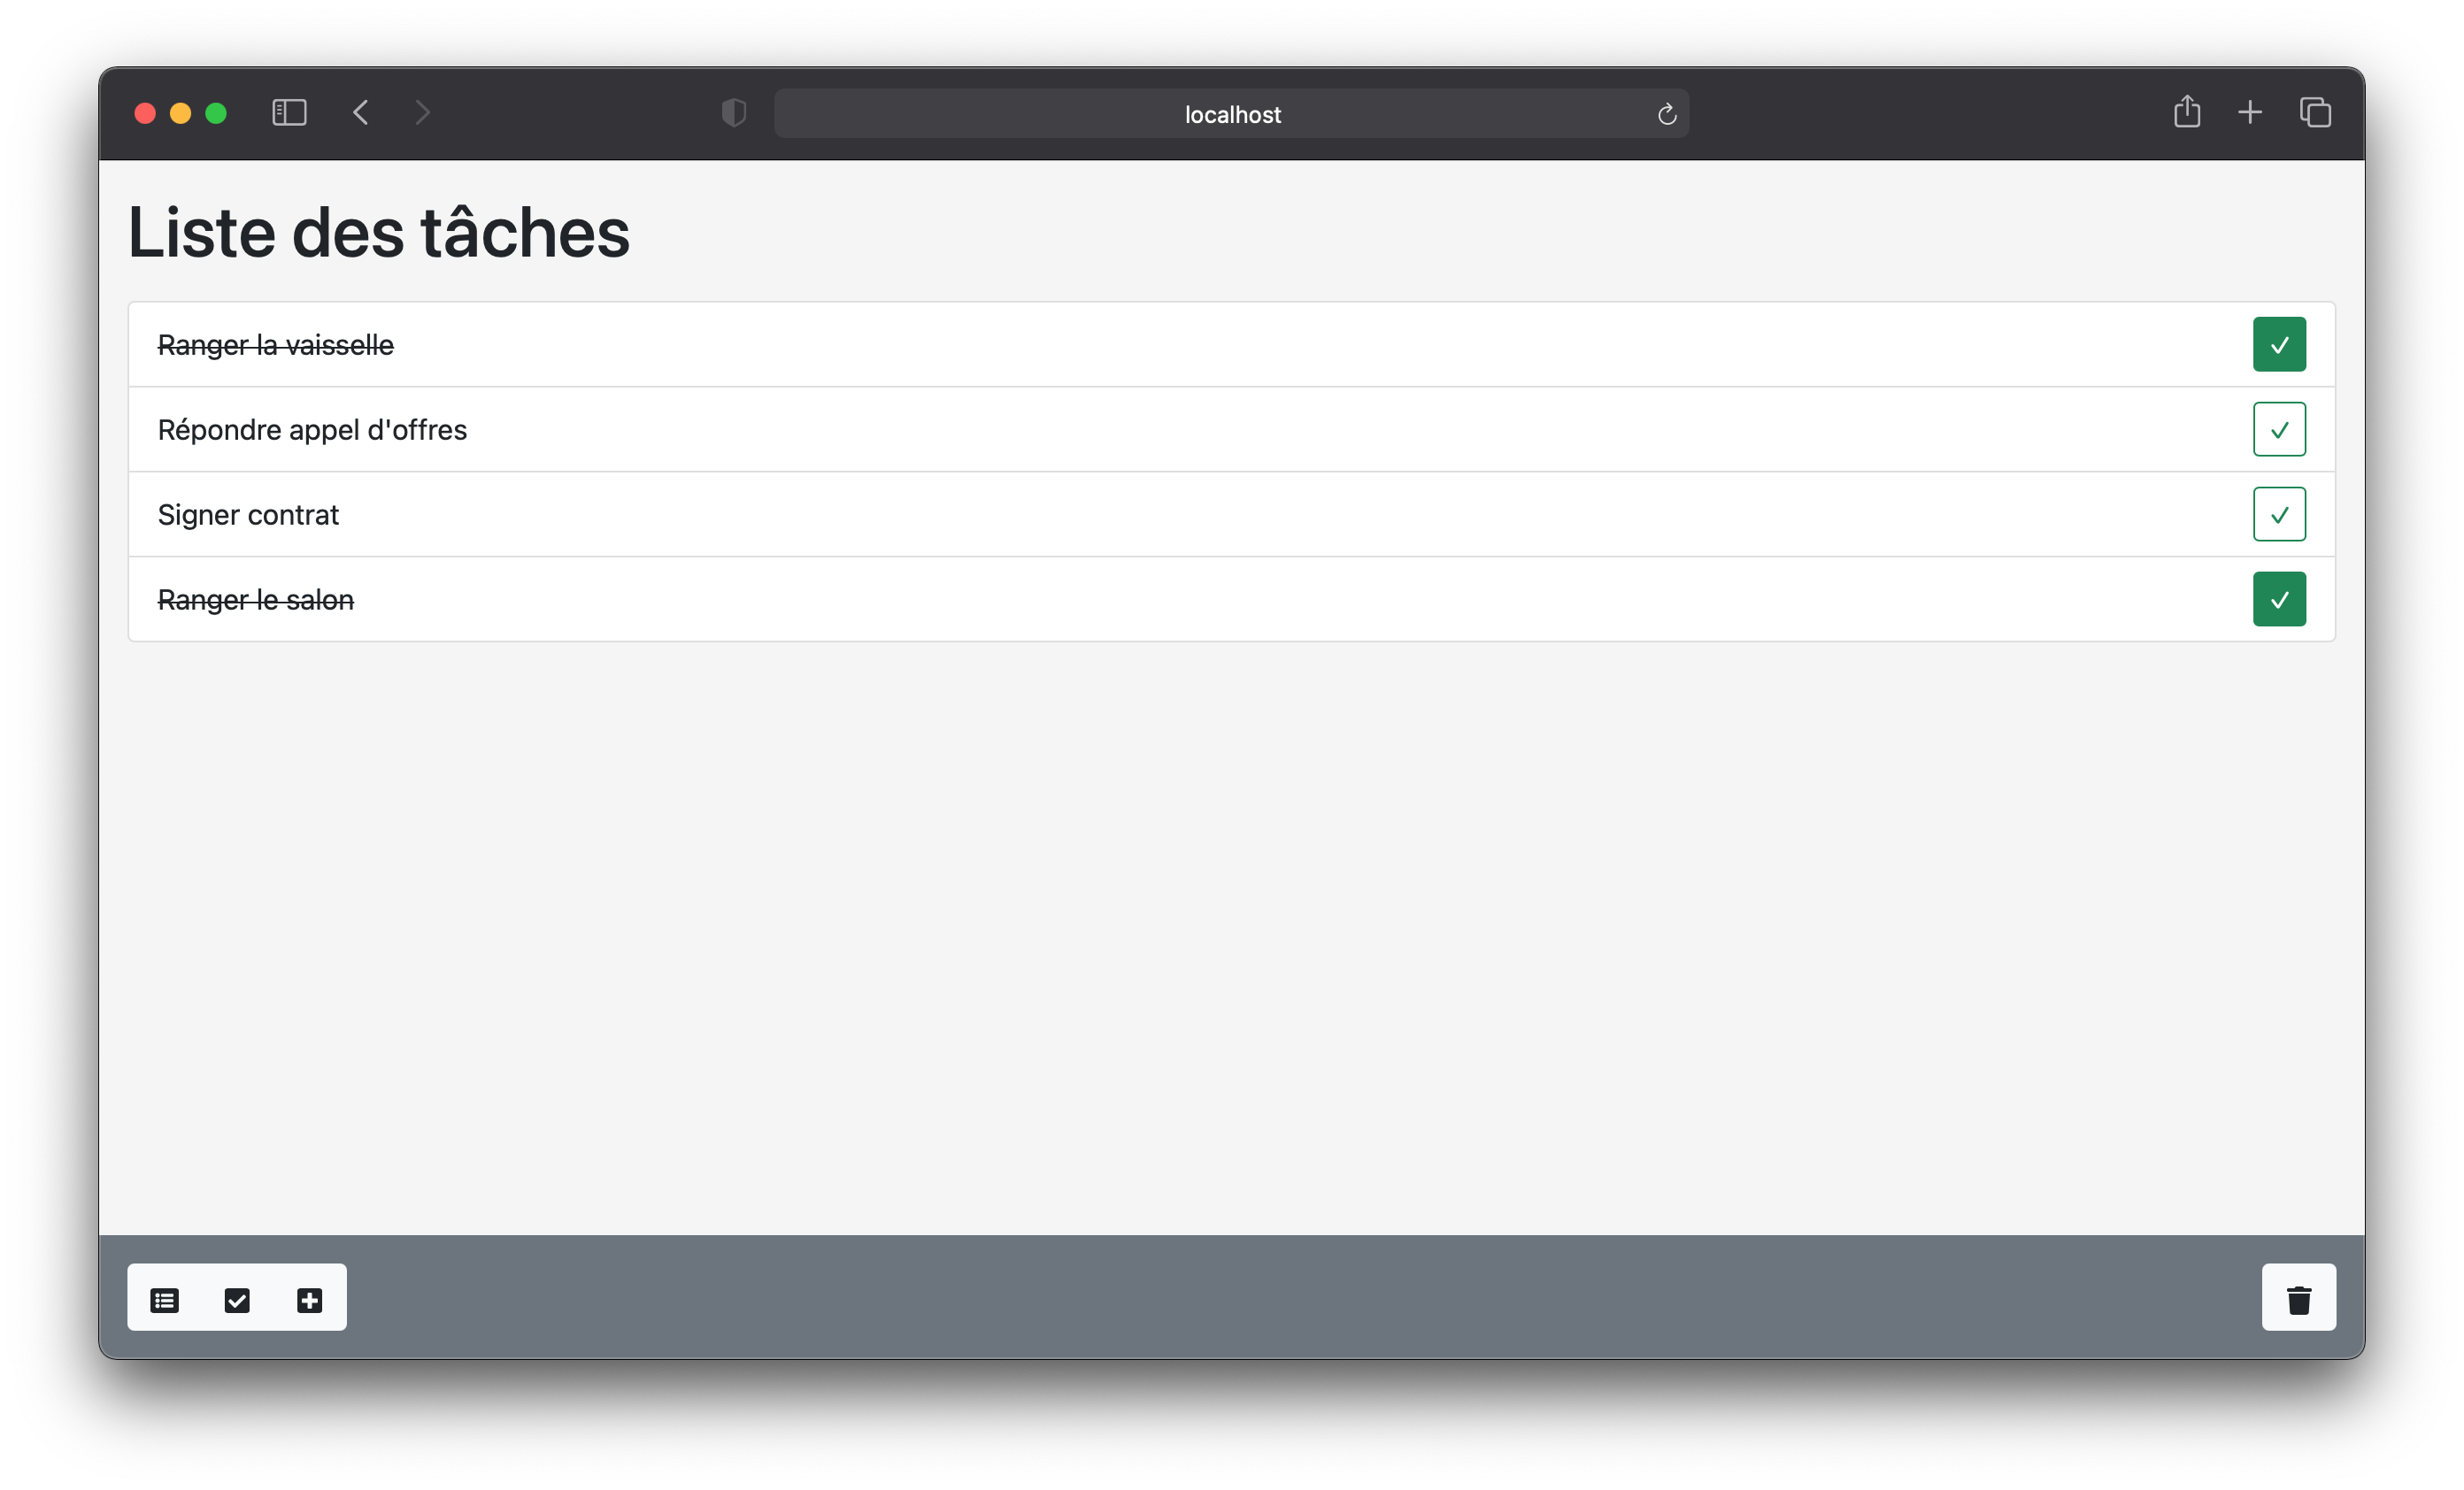 localhost
Liste des tâches
Ranger la vaisselle
Répondre appel d'offres
Signer contrat
Ranger le salon